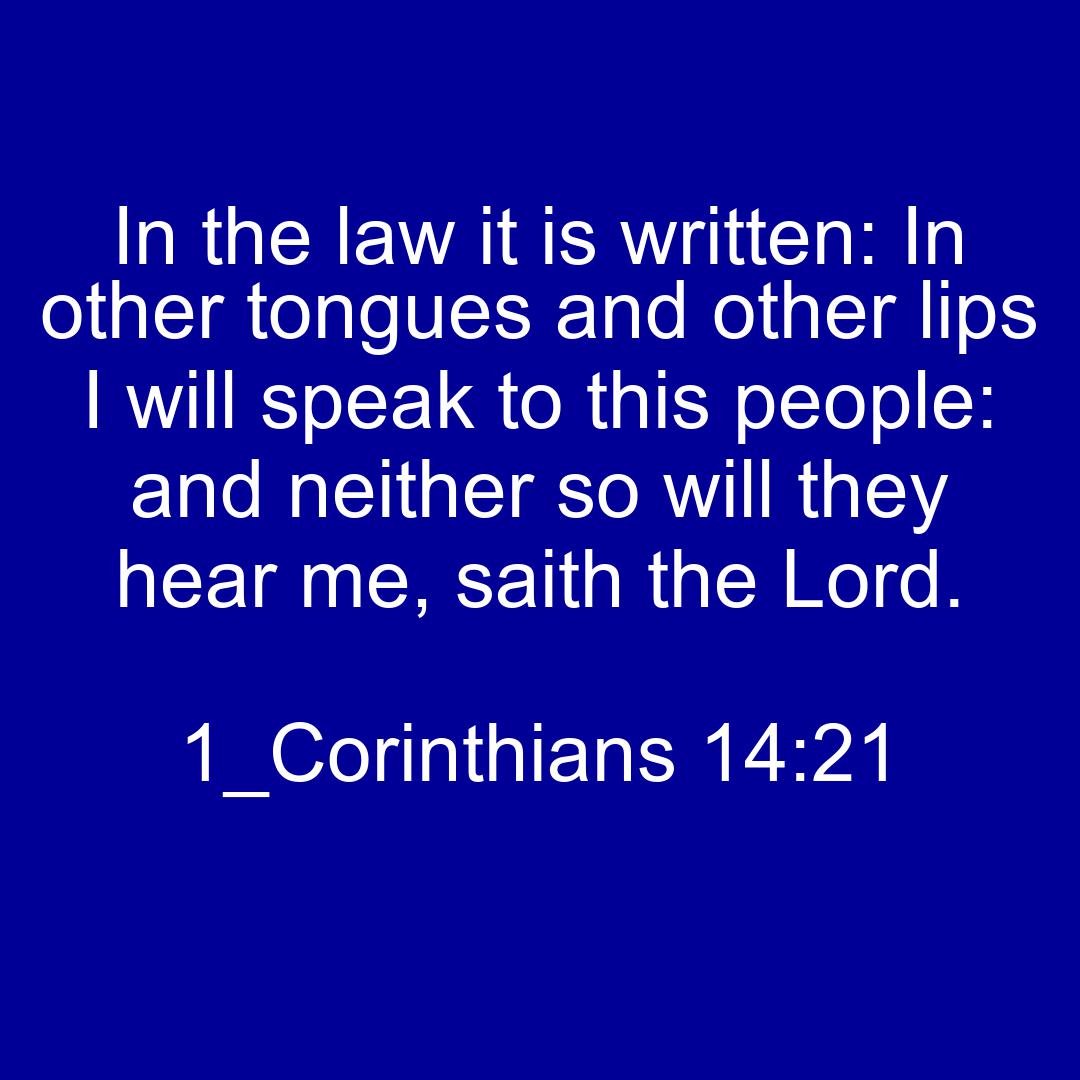 In the law it is written: In
other tongues and other lips
I will speak to this people:
and neither so will they
hear me, saith the Lord.
1_Corinthians 14:21